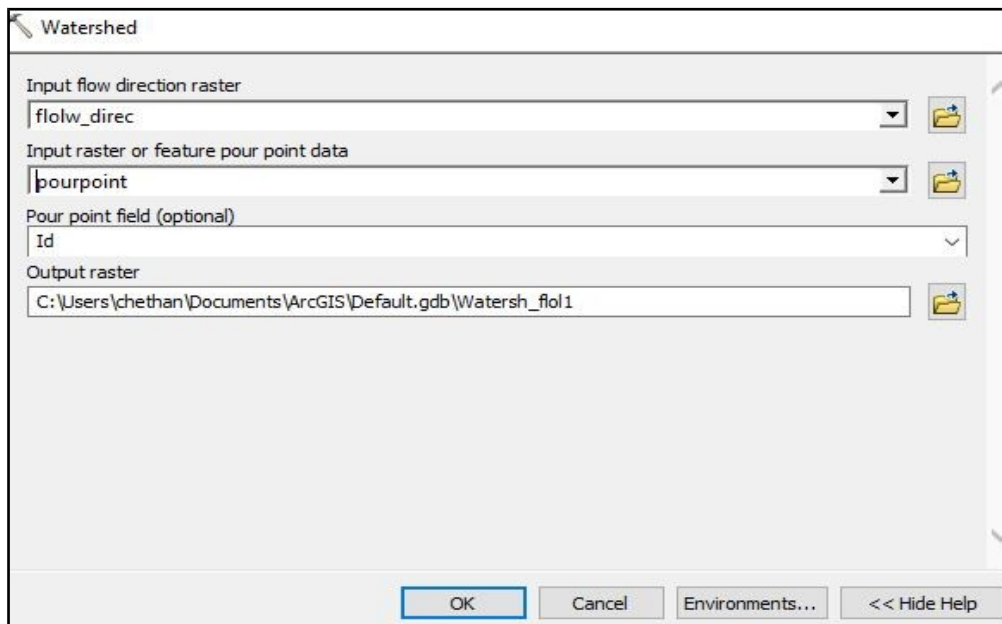 Watershed
Input flow direction raster
flolw_direc
Input raster or feature pour point data
pourpoint
Pour point field (optional)
Id
Output raster
C:\Users\chethan\Documents\ArcGIS\Default.gdb\Watersh_flol1
OK Cancel Environments... << Hide Help